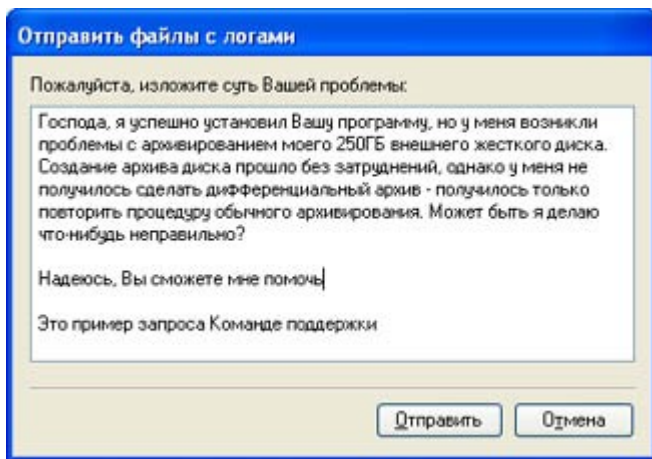 Отправить файлы с логами
Пожалуйста, изложите суть Вашей проблемы:
Господа, я успешно установил Вашу программу, но у меня возникли
проблемы с архивированием моего 250ГБ внешнего жесткого диска.
Создание архива диска прошло без затруднений, однако у меня не
получилось сделать дифференциальный архив - получилось только
повторить процедуру обычного архивирования. Может быть я делаю
что-нибудь неправильно?
Надеюсь, Вы сможете мне помочь
Это пример запроса Команде поддержки
Отправить
Отмена